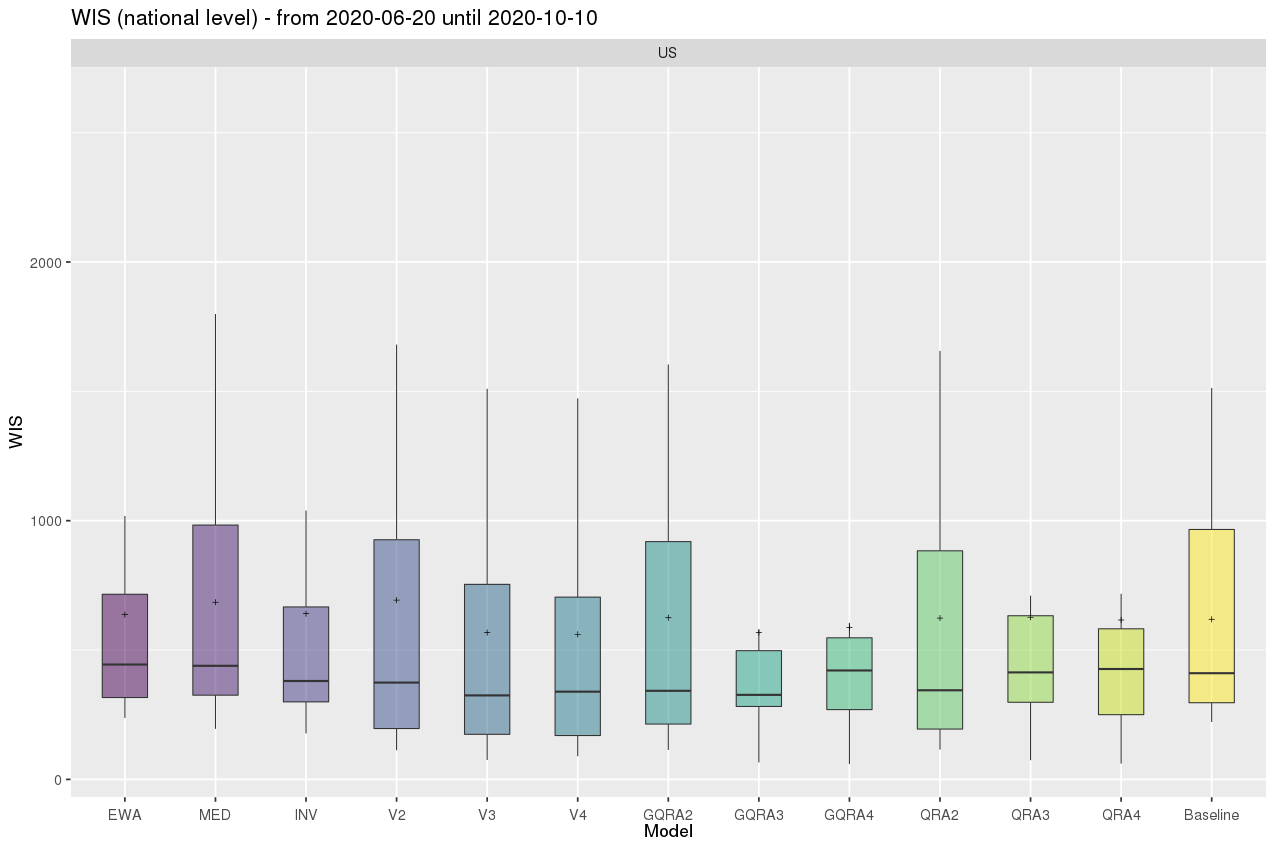 WIS (national level) - from 2020-06-20 until 2020-10-10
US
WIS
2000
1000
0
EWA MED INV V2 V3 V4 GQRA2 GQRA3 GQRA4 QRA2 QRA3 QRA4 Baseline
Model